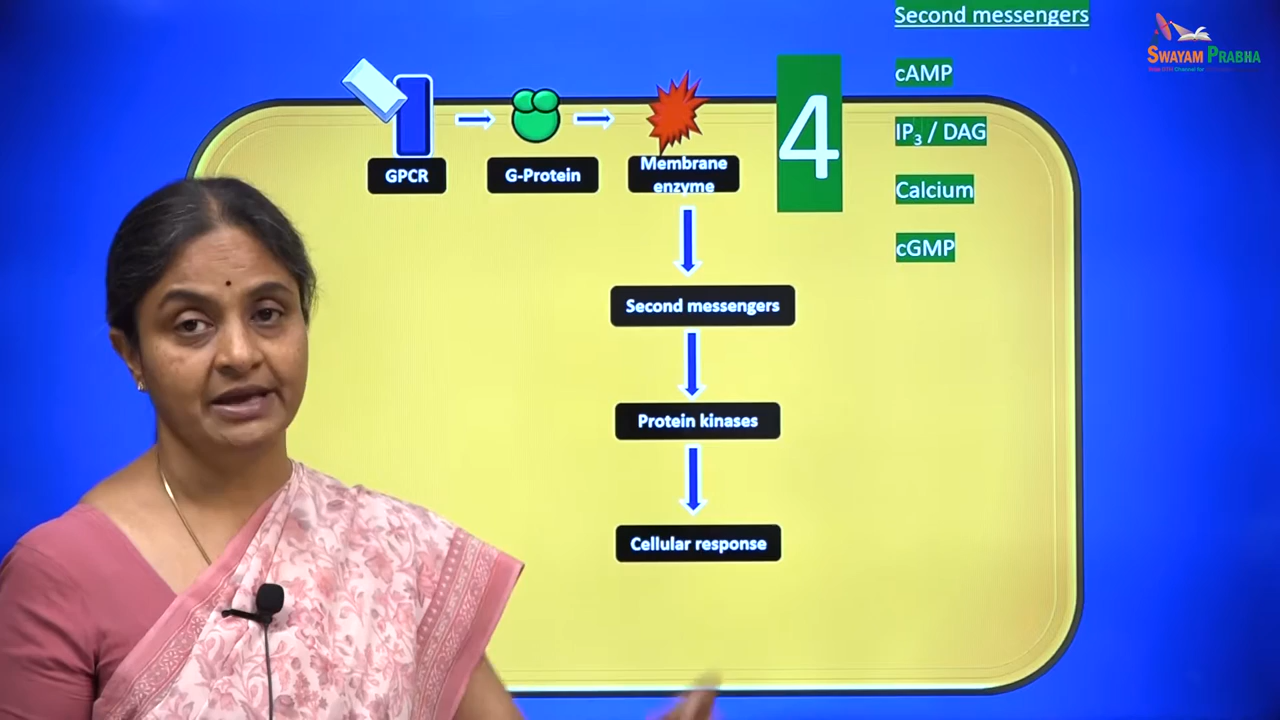 Second messengers
SWAYAM PRABHA
cAMP
4
IP3 / DAG
GPCR
G-Protein
Membrane
enzyme
Calcium
cGMP
Second messengers
Protein kinases
Cellular response